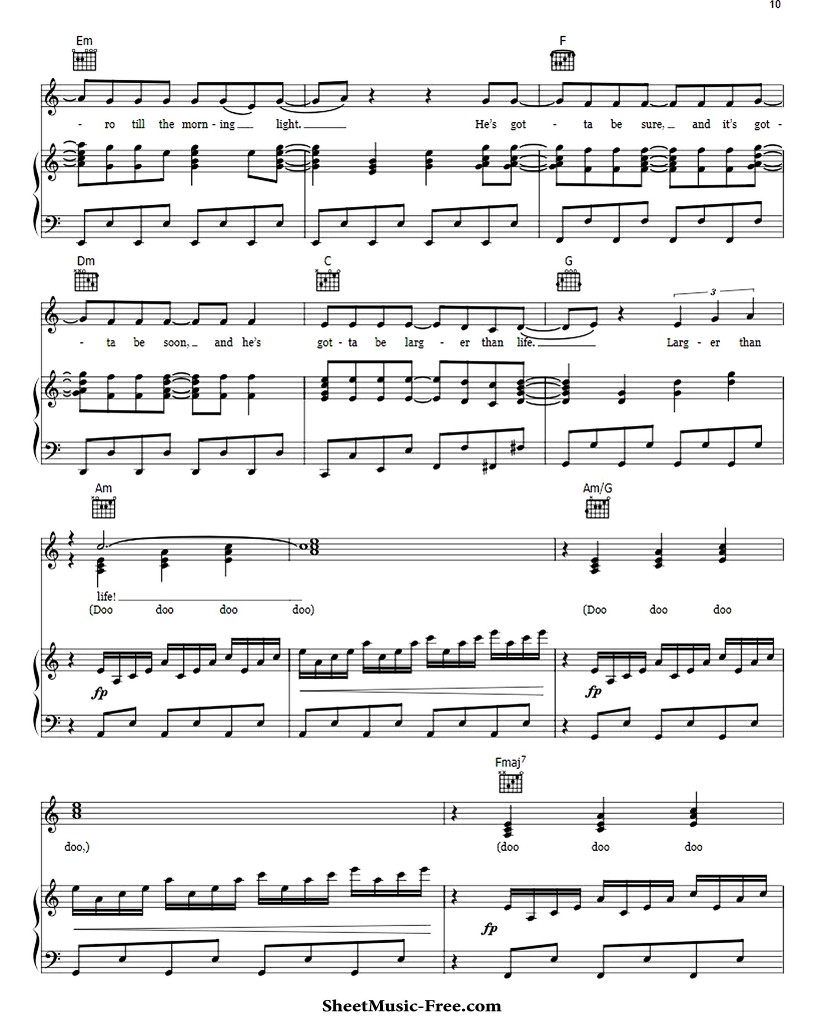 10
Em F
- ro till the morn - ing light. He's got - ta be sure, and it's got -
Dm C G
3
- ta be soon, and he's got - ta be larg - er than life. Larg - er than
Am Am/G
life!
(Doo doo doo doo) (Doo doo doo
fp fp
Fmaj7
doo,) (doo doo doo
fp
SheetMusic-Free.com